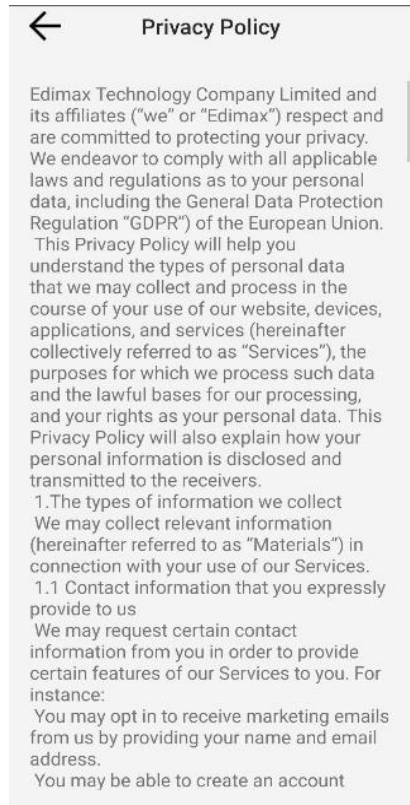 Privacy Policy
Edimax Technology Company Limited and
its affiliates (“we” or “Edimax”) respect and
are committed to protecting your privacy.
We endeavor to comply with all applicable
laws and regulations as to your personal
data, including the General Data Protection
Regulation “GDPR”) of the European Union.
This Privacy Policy will help you
understand the types of personal data
that we may collect and process in the
course of your use of our website, devices,
applications, and services (hereinafter
collectively referred to as “Services”), the
purposes for which we process such data
and the lawful bases for our processing,
and your rights as your personal data. This
Privacy Policy will also explain how your
personal information is disclosed and
transmitted to the receivers.
1.The types of information we collect
We may collect relevant information
(hereinafter referred to as “Materials”) in
connection with your use of our Services.
1.1 Contact information that you expressly
provide to us
We may request certain contact
information from you in order to provide
certain features of our Services to you. For
instance:
You may opt in to receive marketing emails
from us by providing your name and email
address.
You may be able to create an account